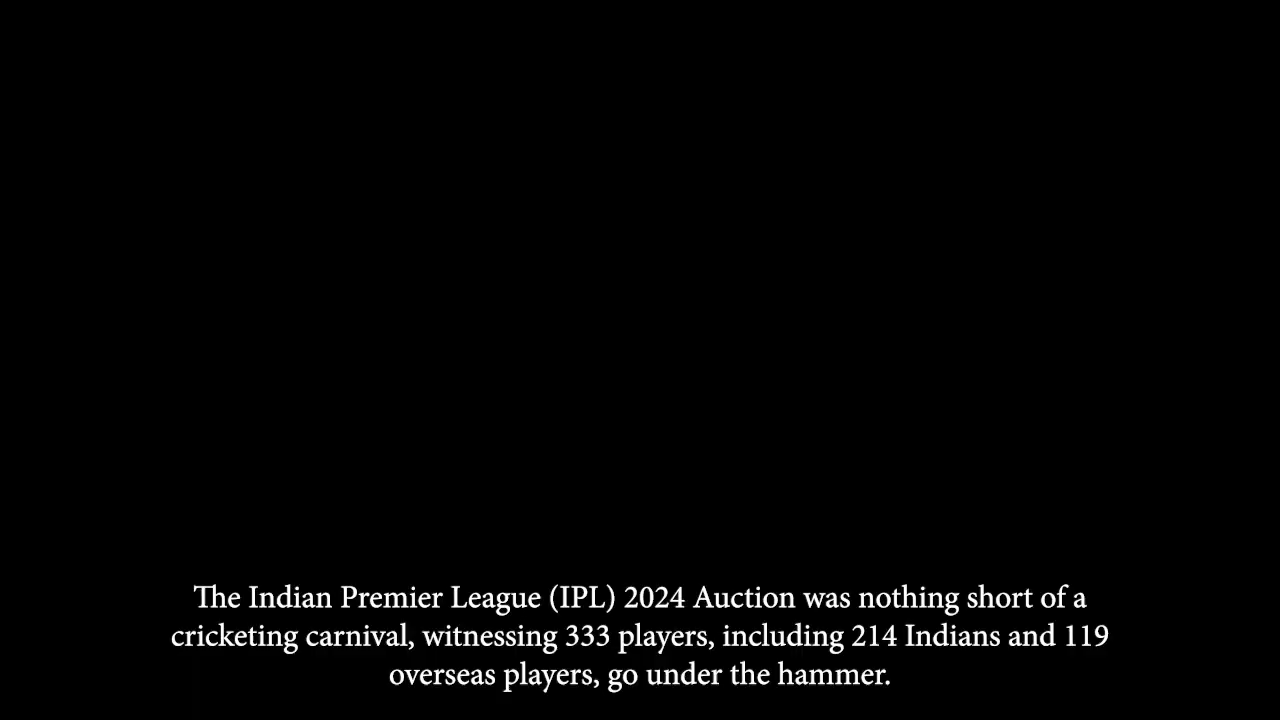 The Indian Premier League (IPL) 2024 Auction was nothing short of a
cricketing carnival, witnessing 333 players, including 214 Indians and 119
overseas players, go under the hammer.